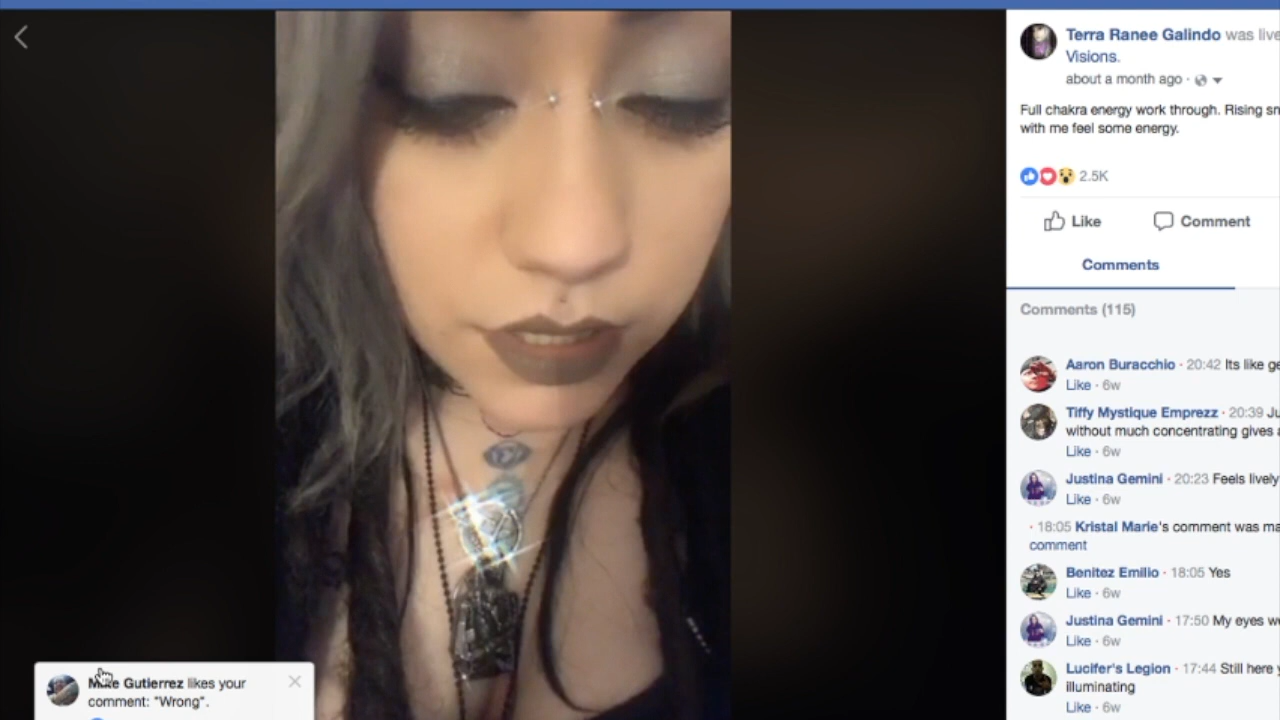 Terra Ranee Galindo was live
Visions.
about a month ago ·
Full chakra energy work through. Rising
with me feel some energy.
2.5K
Like Comment
Comments
Comments (115)
Aaron Buracchio · 20:42 Its like
Like · 6w
Tiffy Mystique Emprezz · 20:39
without much concentrating gives
Like · 6w
Justina Gemini · 20:23 Feels lively
Like · 6w
· 18:05 Kristal Marie's comment was
comment
Benitez Emilio · 18:05 Yes
Like · 6w
Justina Gemini · 17:50 My eyes
Like · 6w
Lucifer's Legion · 17:44 Still here
illuminating
Like · 6w
Mike Gutierrez likes your
comment: "Wrong".